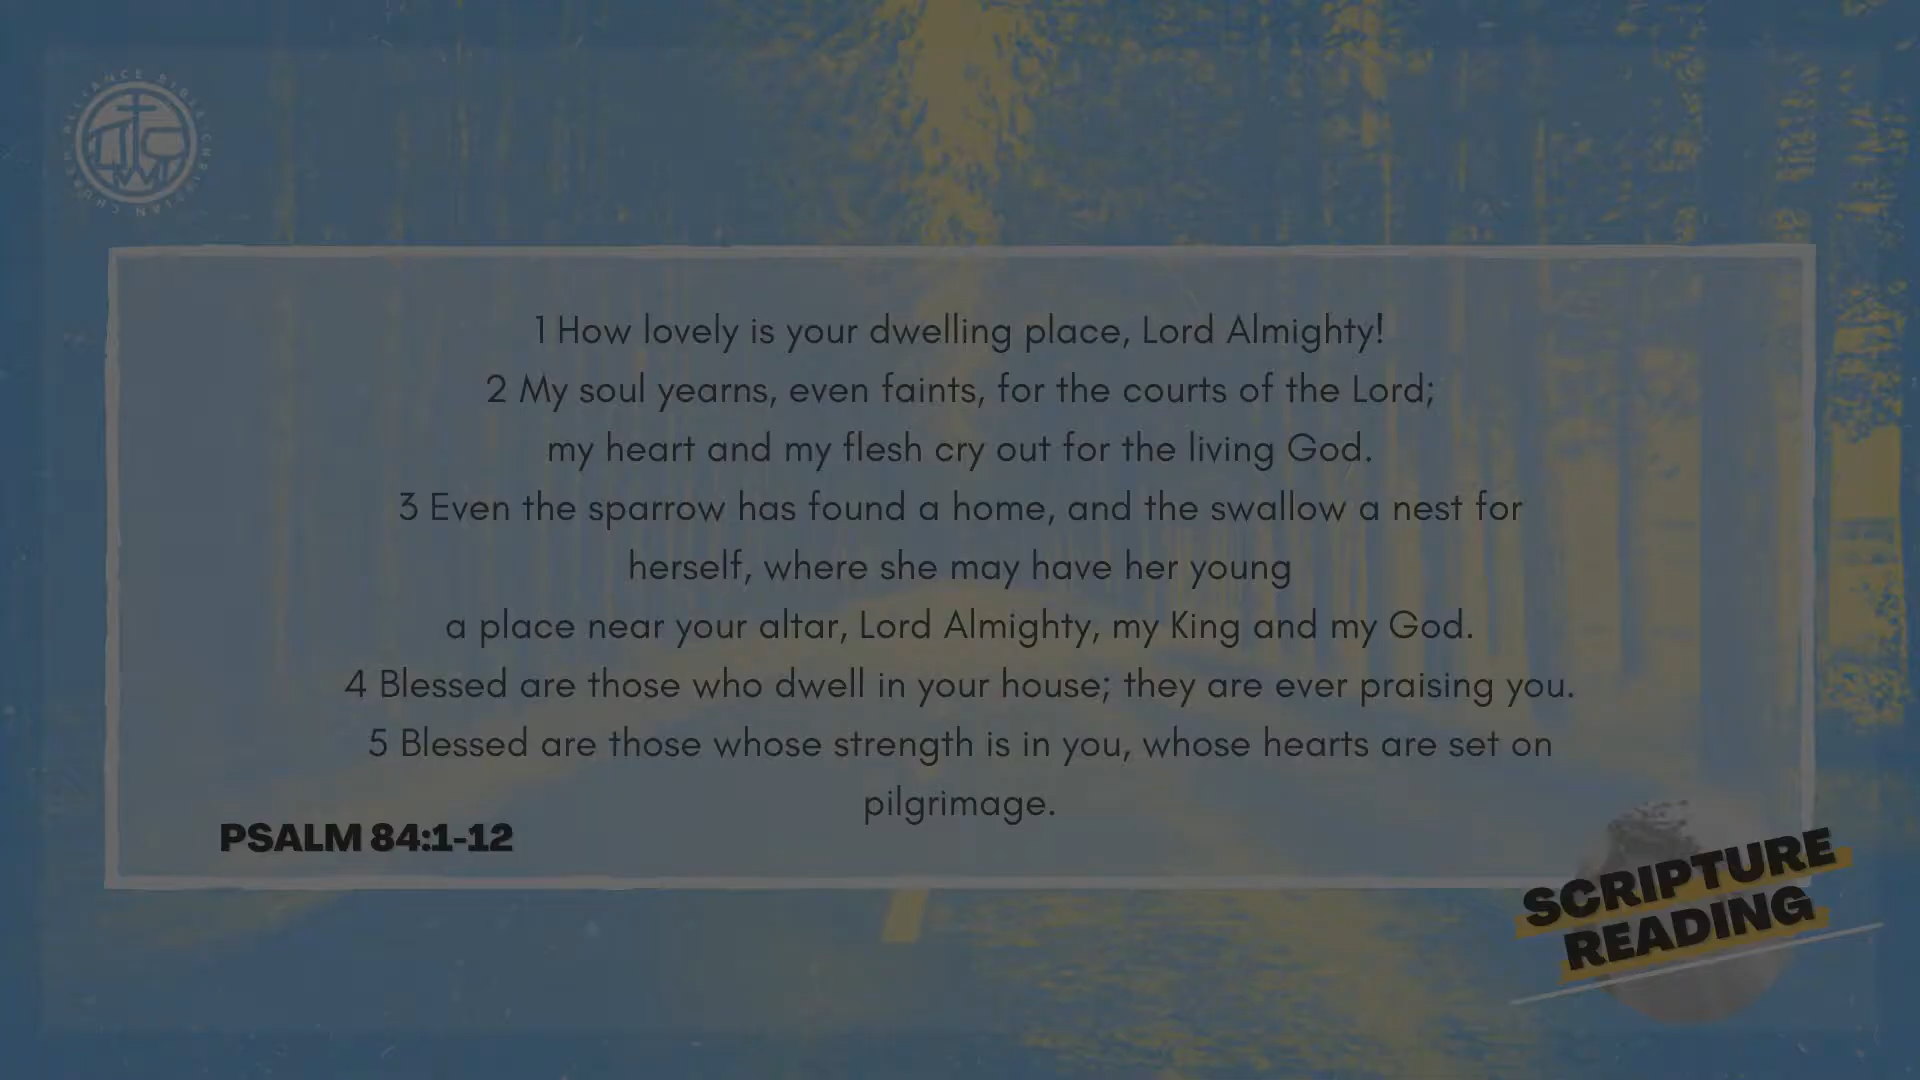 ALLIANCE BIBLE CHRISTIAN CHURCH
1 How lovely is your dwelling place, Lord Almighty!
2 My soul yearns, even faints, for the courts of the Lord;
my heart and my flesh cry out for the living God.
3 Even the sparrow has found a home, and the swallow a nest for
herself, where she may have her young
a place near your altar, Lord Almighty, my King and my God.
4 Blessed are those who dwell in your house; they are ever praising you.
5 Blessed are those whose strength is in you, whose hearts are set on
pilgrimage.
PSALM 84:1-12
SCRIPTURE
READING